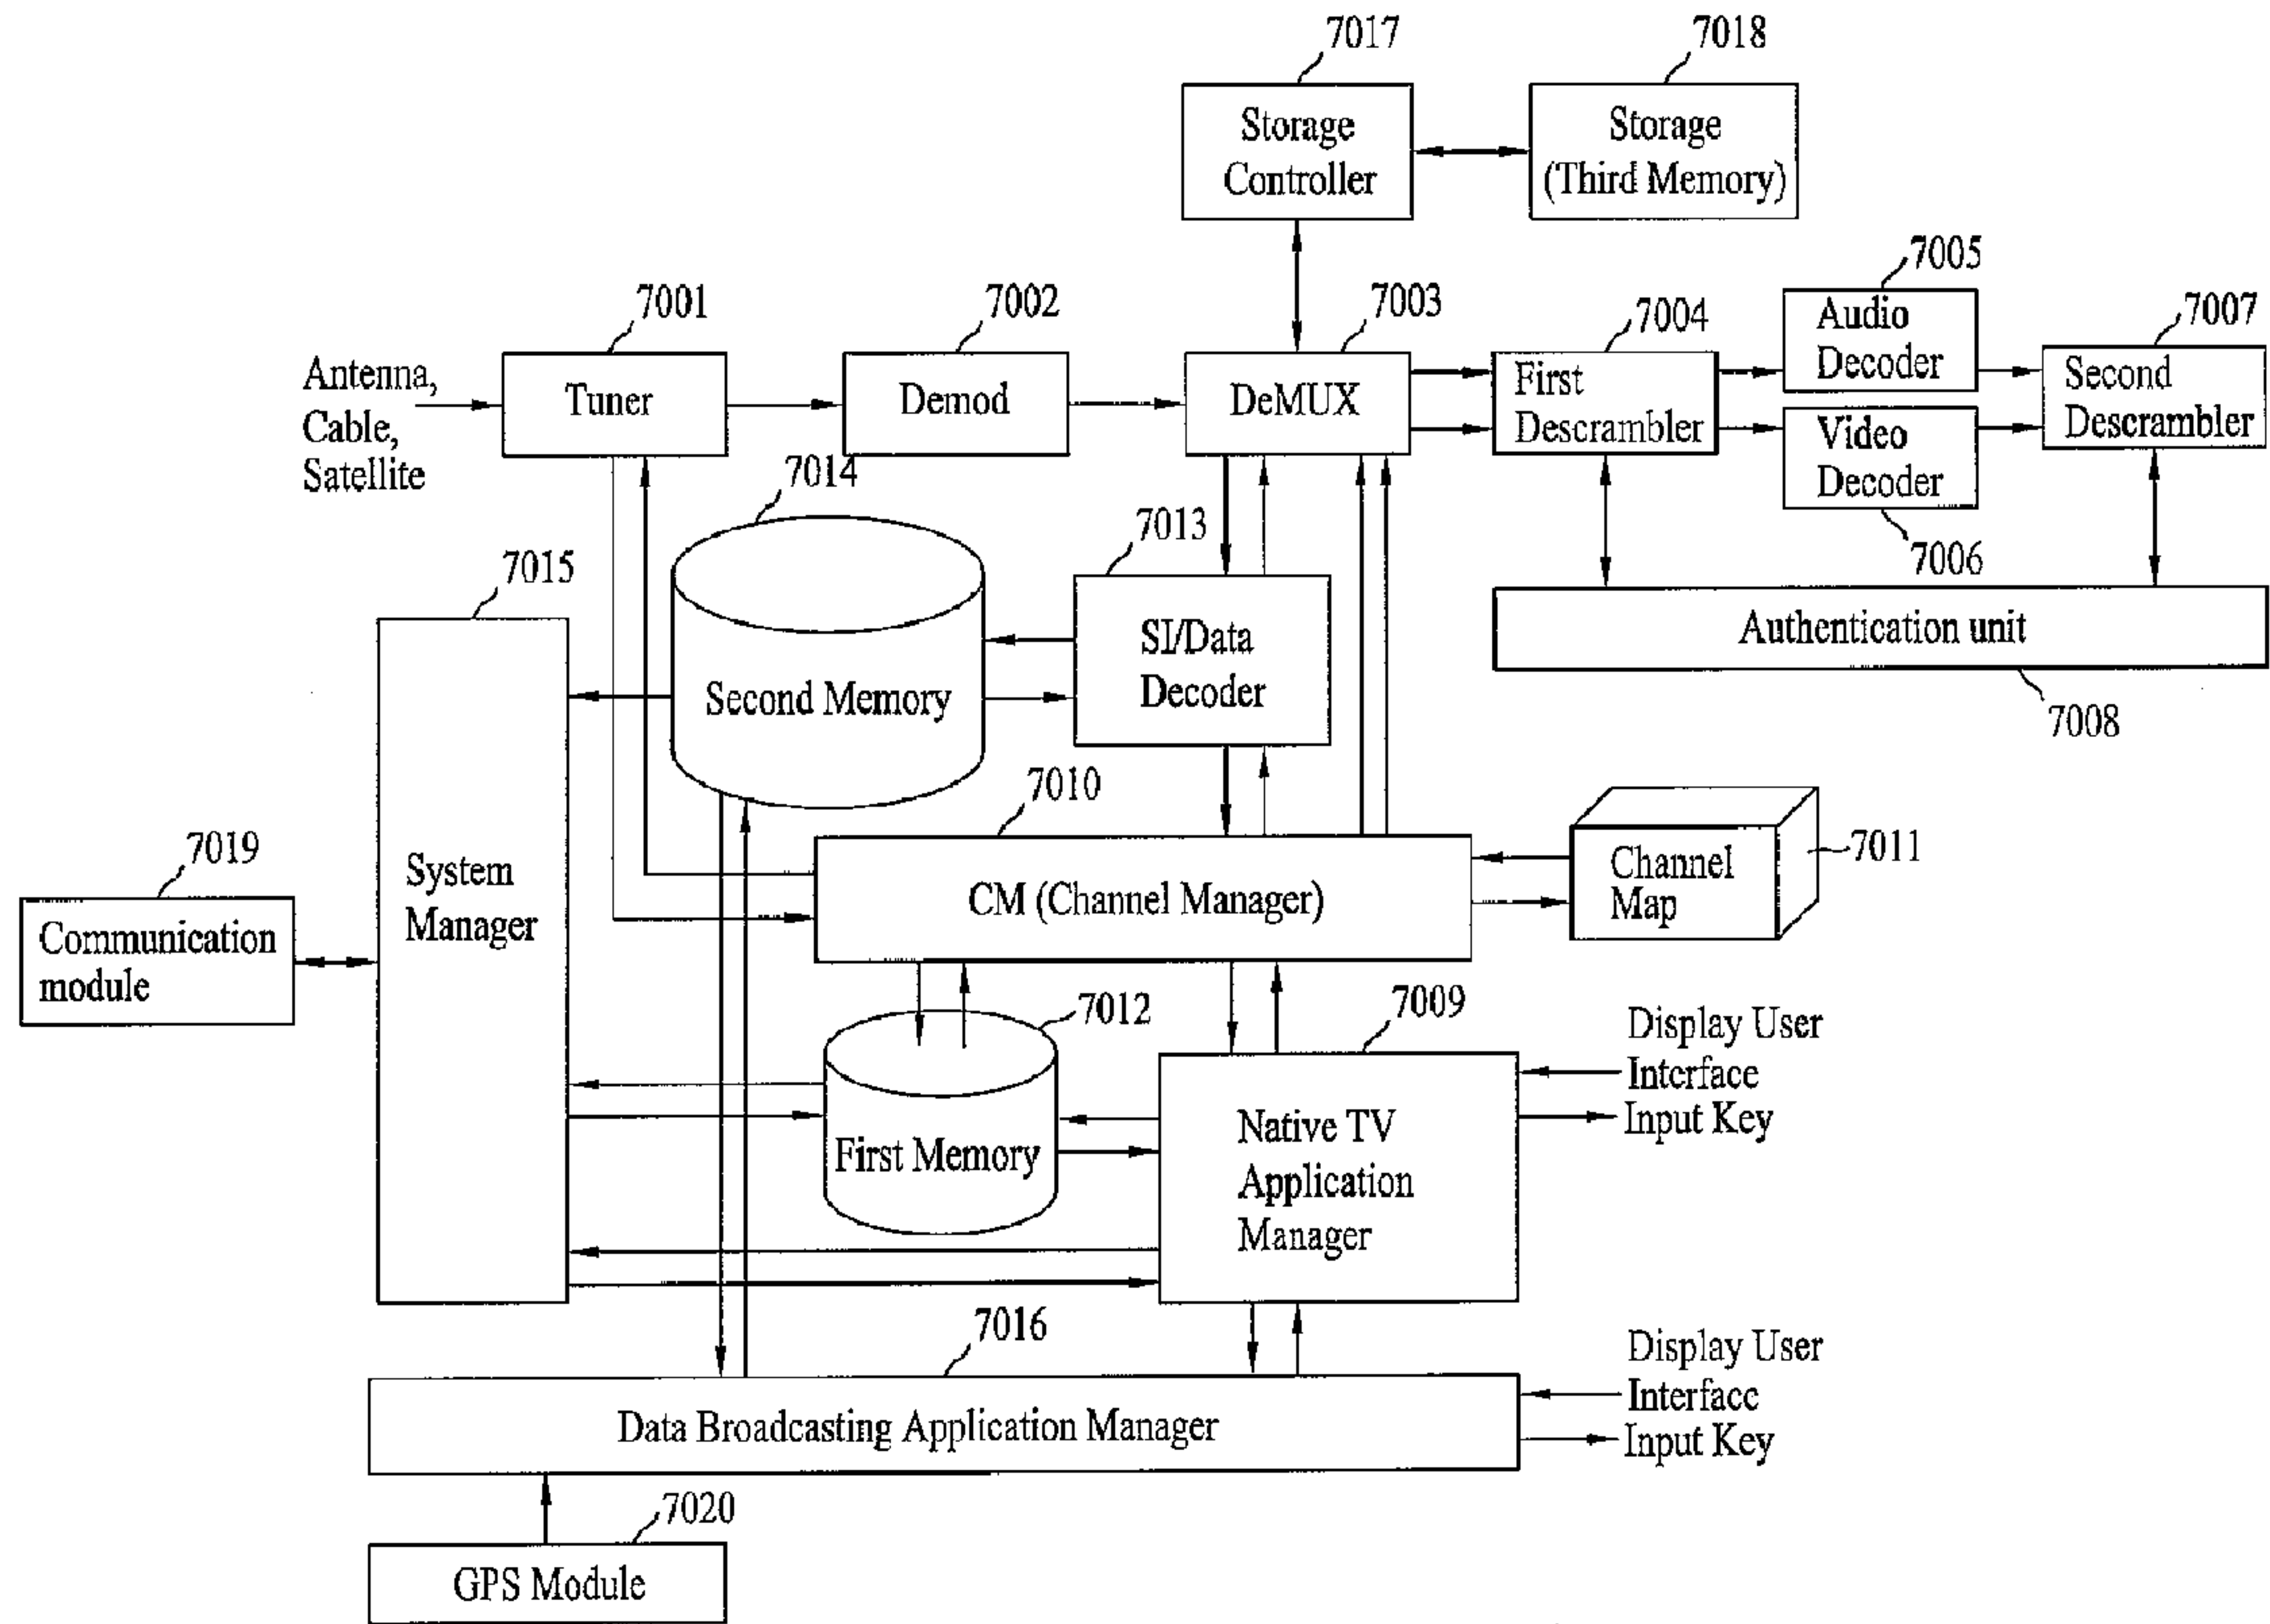 7017
7018
Storage
Controller
Storage
(Third Memory)
7001
7002
7003
7004
7005
7007
Antenna,
Cable,
Satellite
Tuner
Demod
DeMUX
First
Descrambler
Audio
Decoder
Video
Decoder
Second
Descrambler
7006
7014
7013
7015
Authentication unit
7008
SI/Data
Decoder
Second Memory
7010
7019
System
Manager
Communication
module
CM (Channel Manager)
Channel
Map
7011
7012
7009
First Memory
Native TV
Application
Manager
Display User
Interface
Input Key
7016
Data Broadcasting Application Manager
Display User
Interface
Input Key
7020
GPS Module